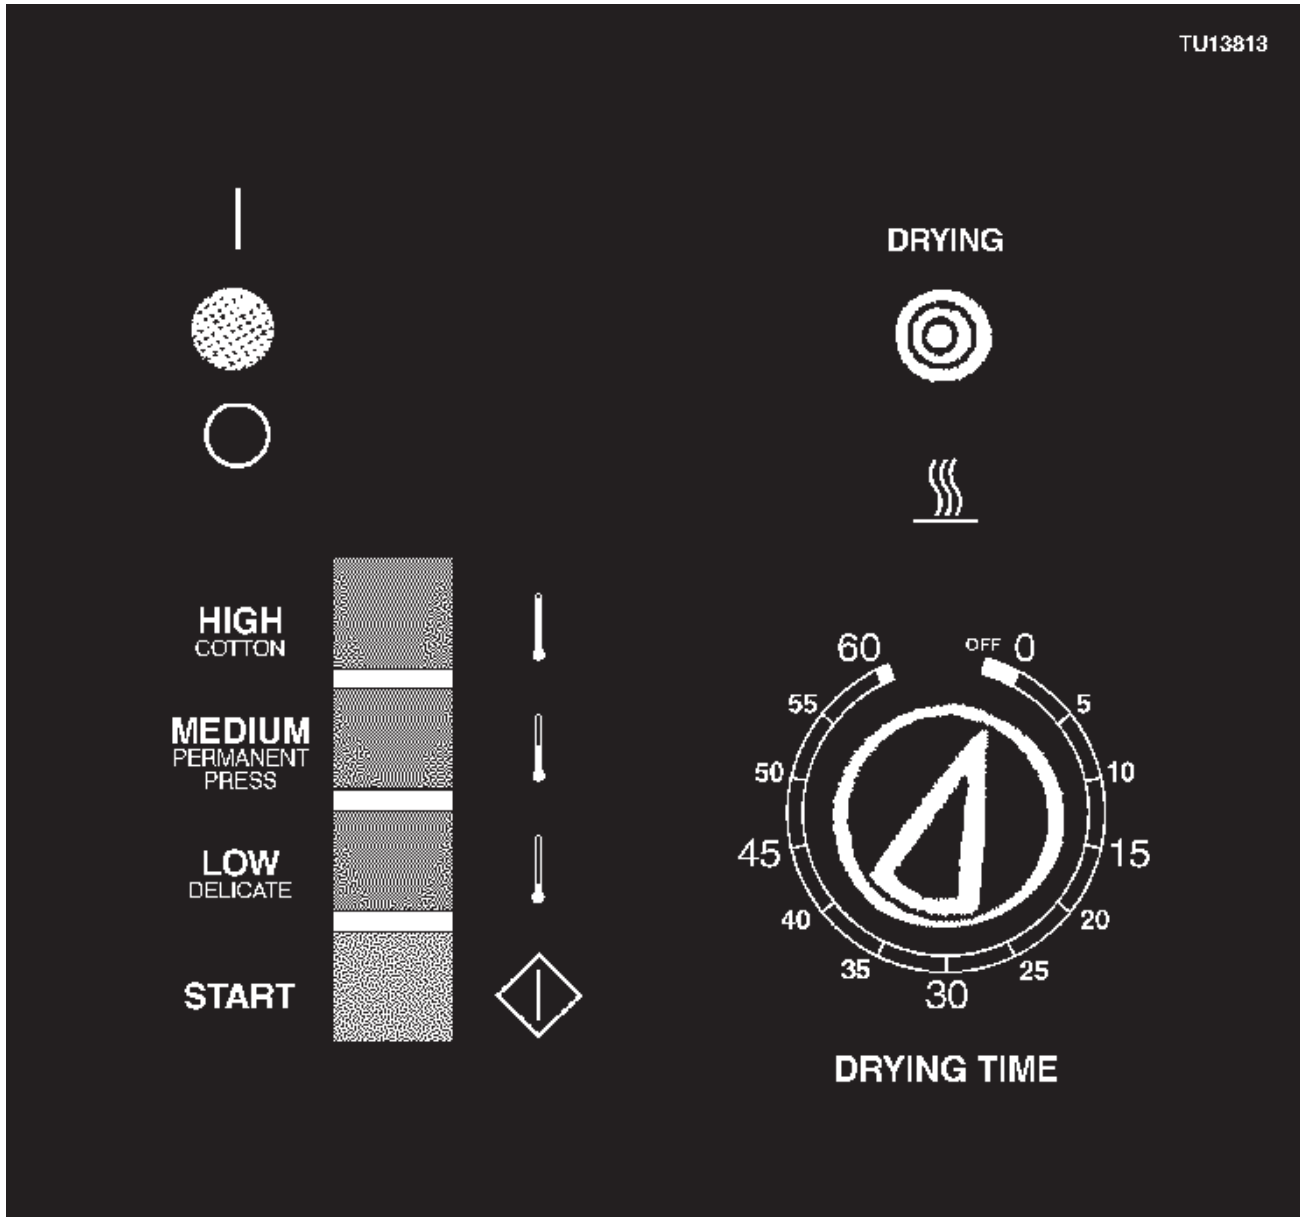 TU13813
DRYING
HIGH
COTTON
MEDIUM
PERMANENT
PRESS
LOW
DELICATE
START
60
OFF 0
55
5
50
10
45
15
40
20
35
25
30
DRYING TIME